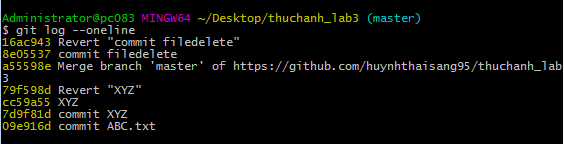 Administrator@pc083 MINGW64 ~/Desktop/thuchanh_lab3 (master)
$ git log --oneline
16ac943 Revert "commit filedelete"
8e05537 commit filedelete
a55598e Merge branch 'master' of https://github.com/huynhthaisang95/thuchanh_lab
3
79f598d Revert "XYZ"
cc59a55 XYZ
7d9f81d commit XYZ
09e916d commit ABC.txt